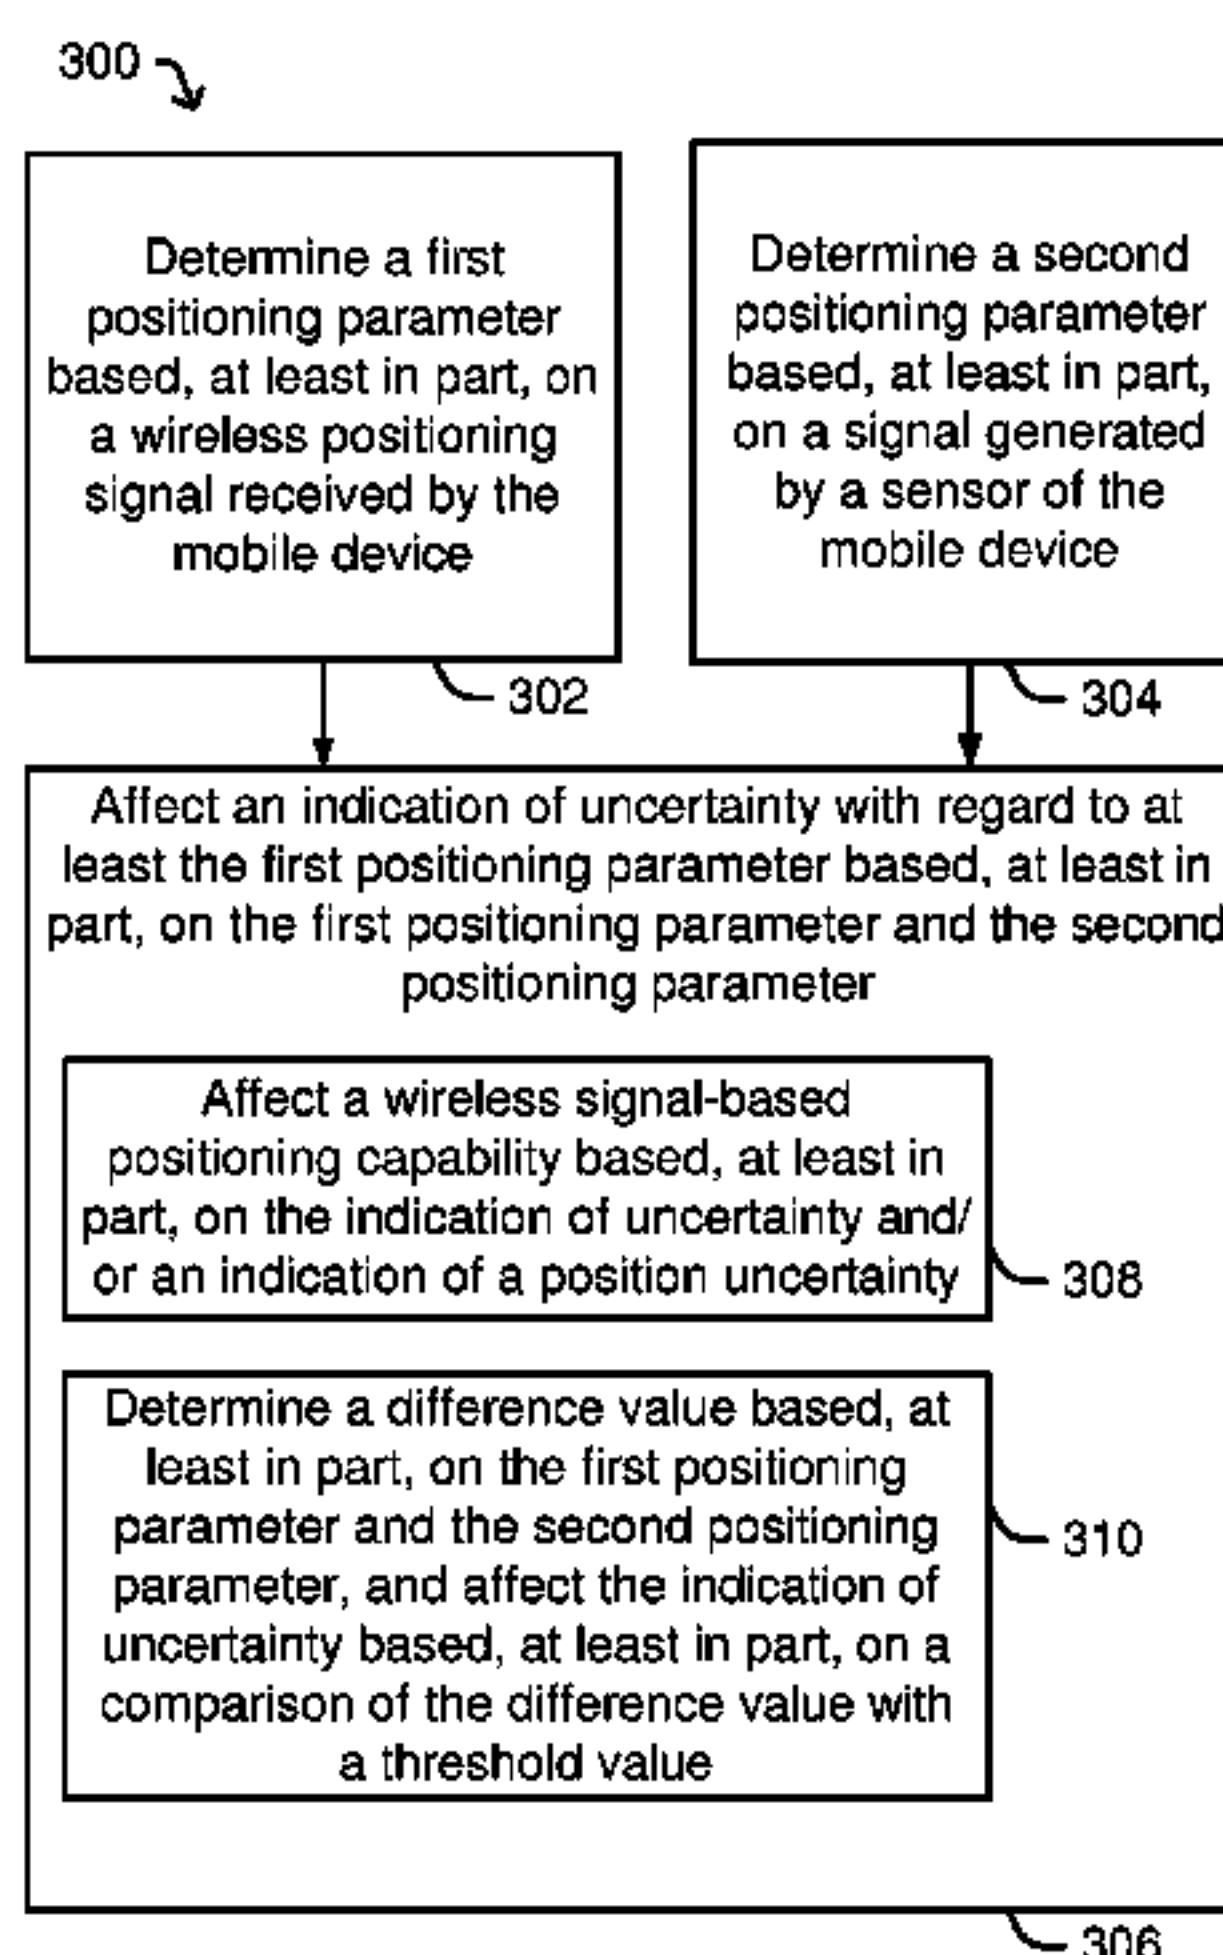 300
Determine a first
positioning parameter
based, at least in part, on
a wireless positioning
signal received by the
mobile device
302
Determine a second
positioning parameter
based, at least in part,
on a signal generated
by a sensor of the
mobile device
304
Affect an indication of uncertainty with regard to at
least the first positioning parameter based, at least in
part, on the first positioning parameter and the second
positioning parameter
Affect a wireless signal-based
positioning capability based, at least in
part, on the indication of uncertainty and/
or an indication of a position uncertainty
308
Determine a difference value based, at
least in part, on the first positioning
parameter and the second positioning
parameter, and affect the indication of
uncertainty based, at least in part, on a
comparison of the difference value with
a threshold value
310
306